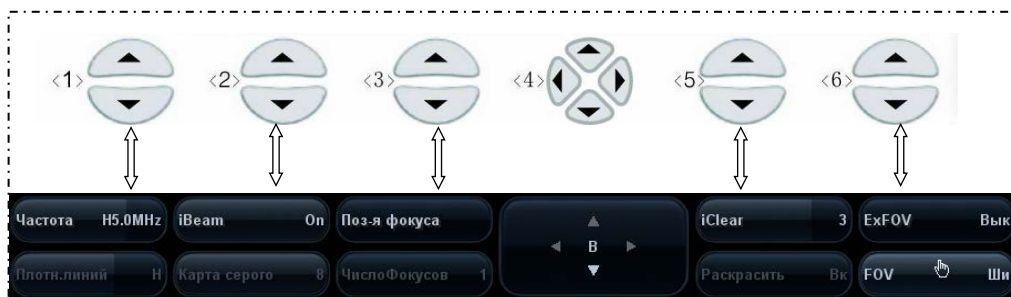 <1> <2> <3> <4> <5> <6>
Частота H5.0MHz iBeam On Поз-я фокуса iClear 3 ExFOV Вык
B
Плотн.линий Н Карта серого 8 ЧислоФокусов 1 Раскрасить Вк FOV Ши